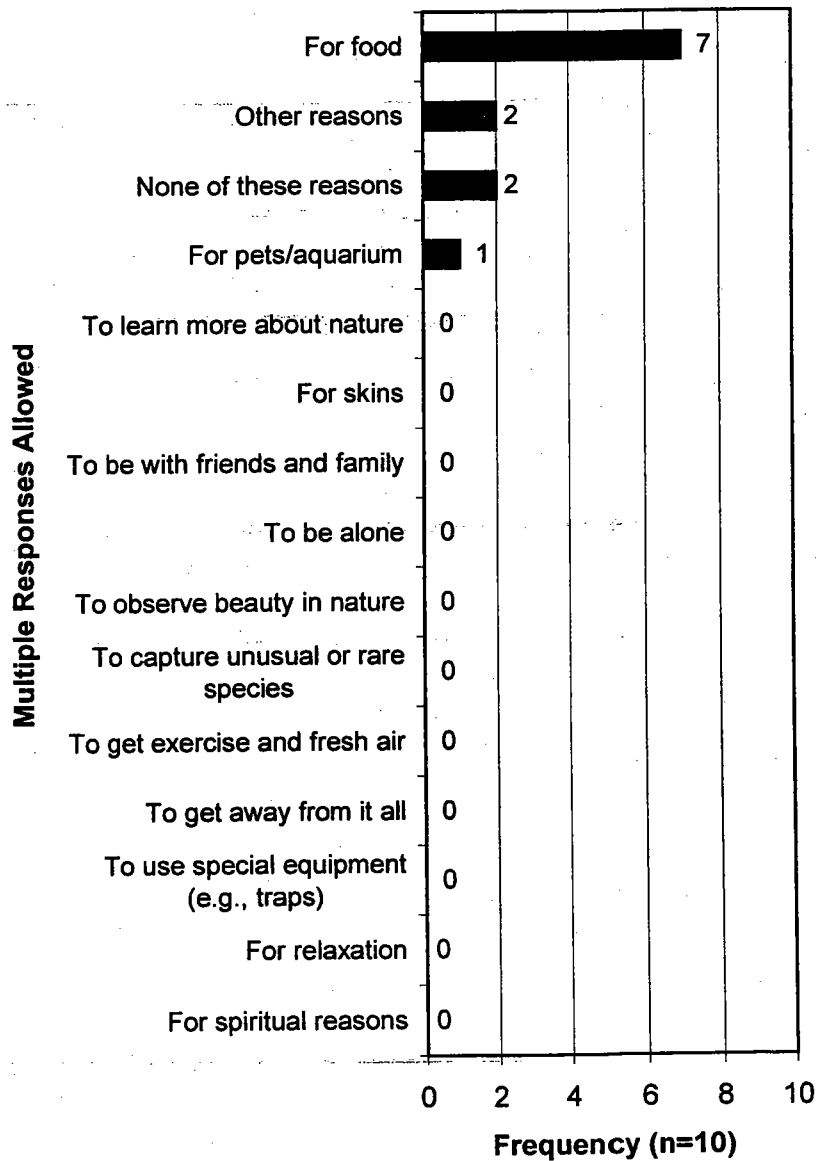 Multiple Responses Allowed
For food 7
Other reasons 2
None of these reasons 2
For pets/aquarium 1
To learn more about nature 0
For skins 0
To be with friends and family 0
To be alone 0
To observe beauty in nature 0
To capture unusual or rare
species 0
To get exercise and fresh air 0
To get away from it all 0
To use special equipment
(e.g., traps) 0
For relaxation 0
For spiritual reasons 0
0 2 4 6 8 10
Frequency (n=10)